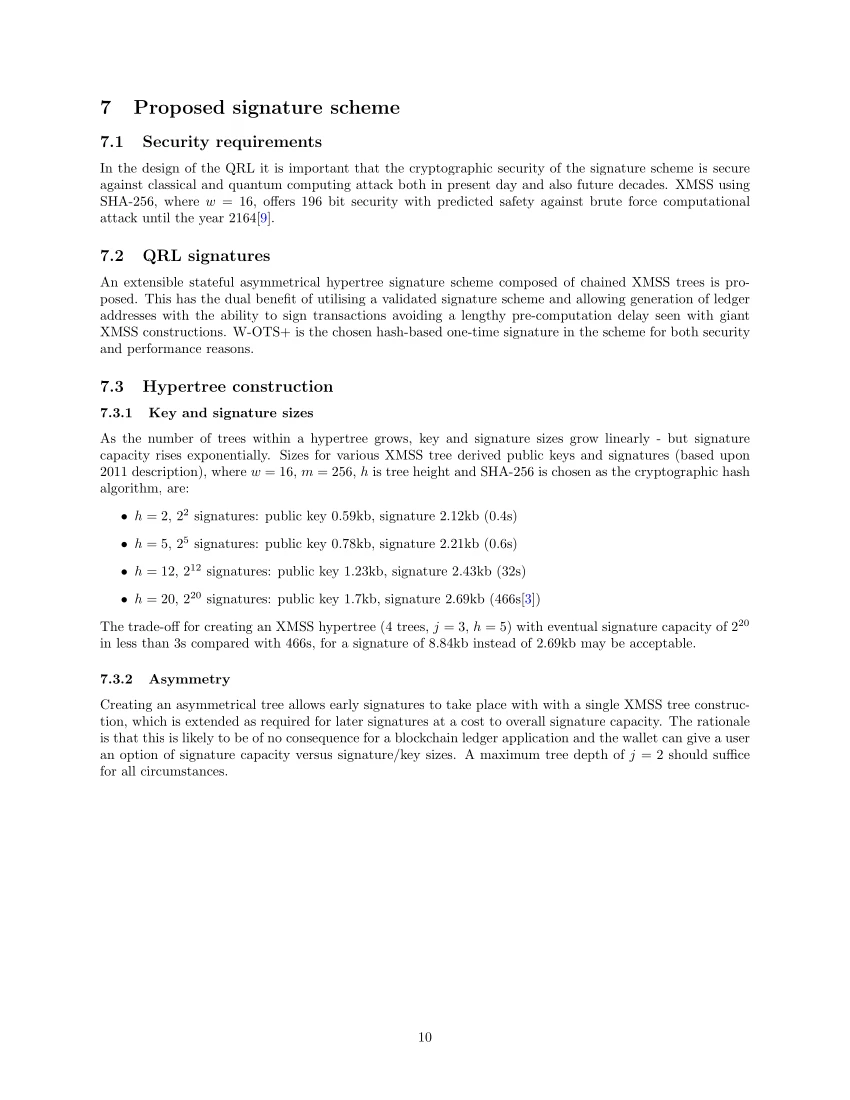 7 Proposed signature scheme
7.1 Security requirements
In the design of the QRL it is important that the cryptographic security of the signature scheme is secure
against classical and quantum computing attack both in present day and also future decades. XMSS using
SHA-256, where w = 16, offers 196 bit security with predicted safety against brute force computational
attack until the year 2164[9].
7.2 QRL signatures
An extensible stateful asymmetrical hypertree signature scheme composed of chained XMSS trees is pro-
posed. This has the dual benefit of utilising a validated signature scheme and allowing generation of ledger
addresses with the ability to sign transactions avoiding a lengthy pre-computation delay seen with giant
XMSS constructions. W-OTS+ is the chosen hash-based one-time signature in the scheme for both security
and performance reasons.
7.3 Hypertree construction
7.3.1 Key and signature sizes
As the number of trees within a hypertree grows, key and signature sizes grow linearly - but signature
capacity rises exponentially. Sizes for various XMSS tree derived public keys and signatures (based upon
2011 description), where w = 16, m = 256, h is tree height and SHA-256 is chosen as the cryptographic hash
algorithm, are:
• h = 2, 2² signatures: public key 0.59kb, signature 2.12kb (0.4s)
• h = 5, 2⁵ signatures: public key 0.78kb, signature 2.21kb (0.6s)
• h = 12, 2¹² signatures: public key 1.23kb, signature 2.43kb (32s)
• h = 20, 2²⁰ signatures: public key 1.7kb, signature 2.69kb (466s[3])
The trade-off for creating an XMSS hypertree (4 trees, j = 3, h = 5) with eventual signature capacity of 2²⁰
in less than 3s compared with 466s, for a signature of 8.84kb instead of 2.69kb may be acceptable.
7.3.2 Asymmetry
Creating an asymmetrical tree allows early signatures to take place with with a single XMSS tree construc-
tion, which is extended as required for later signatures at a cost to overall signature capacity. The rationale
is that this is likely to be of no consequence for a blockchain ledger application and the wallet can give a user
an option of signature capacity versus signature/key sizes. A maximum tree depth of j = 2 should suffice
for all circumstances.
10